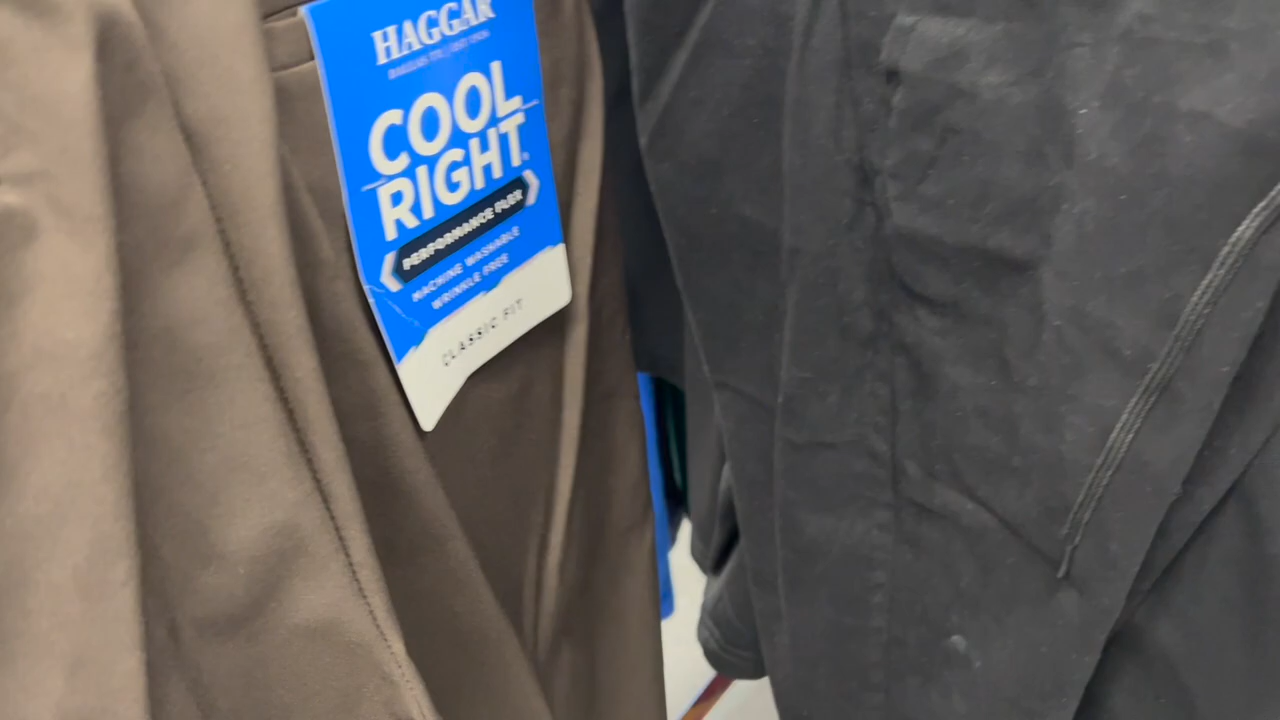 HAGGAR
COOL
RIGHT
PERFORMANCE FLEX
MACHINE WASHABLE
WRINKLE FREE
CLASSIC FIT